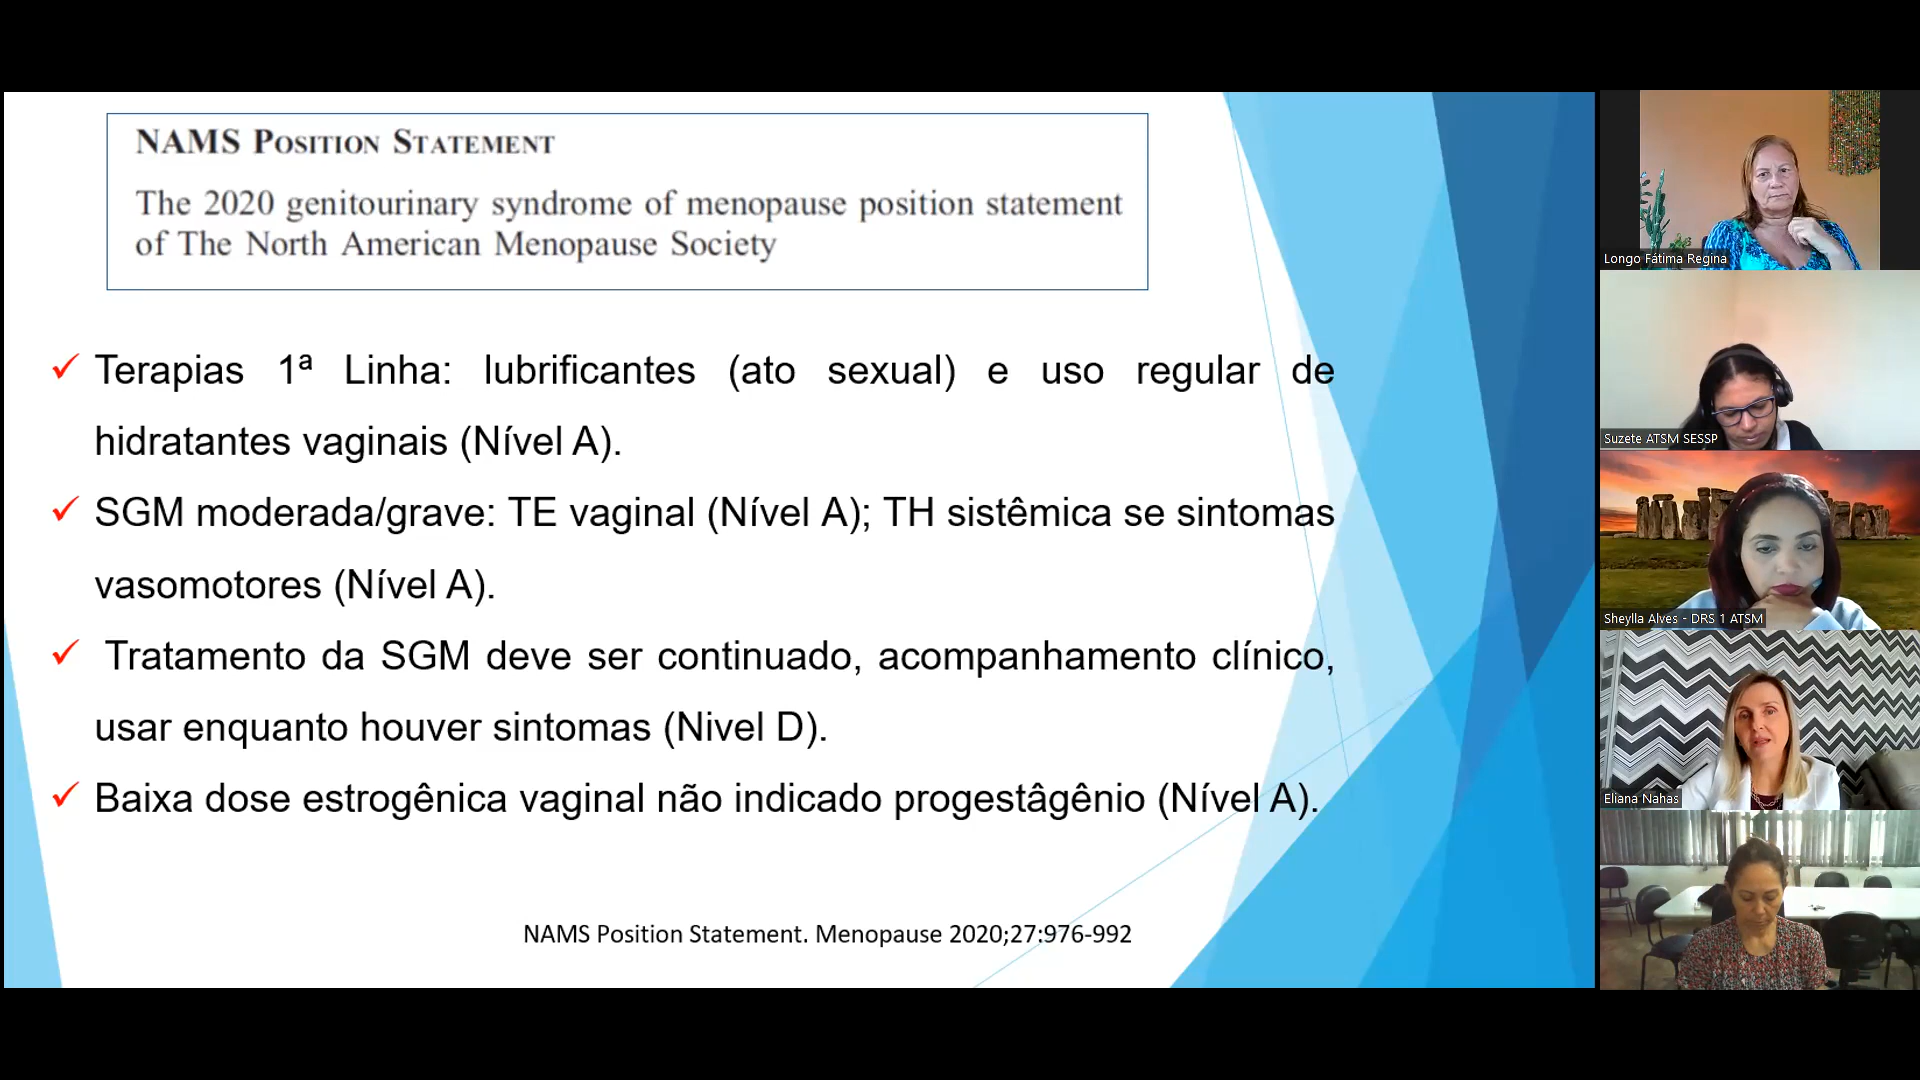 NAMS POSITION STATEMENT
The 2020 genitourinary syndrome of menopause position statement
of The North American Menopause Society
Terapias 1ª Linha: lubrificantes (ato sexual) e uso regular de
hidratantes vaginais (Nível A).
SGM moderada/grave: TE vaginal (Nível A); TH sistêmica se sintomas
vasomotores (Nível A).
Tratamento da SGM deve ser continuado, acompanhamento clínico,
usar enquanto houver sintomas (Nivel D).
Baixa dose estrogênica vaginal não indicado progestâgênio (Nível A).
NAMS Position Statement. Menopause 2020;27:976-992
Longo Fátima Regina
Suzete ATSM SESSP
Sheylla Alves - DRS 1 ATSM
Eliana Nahas